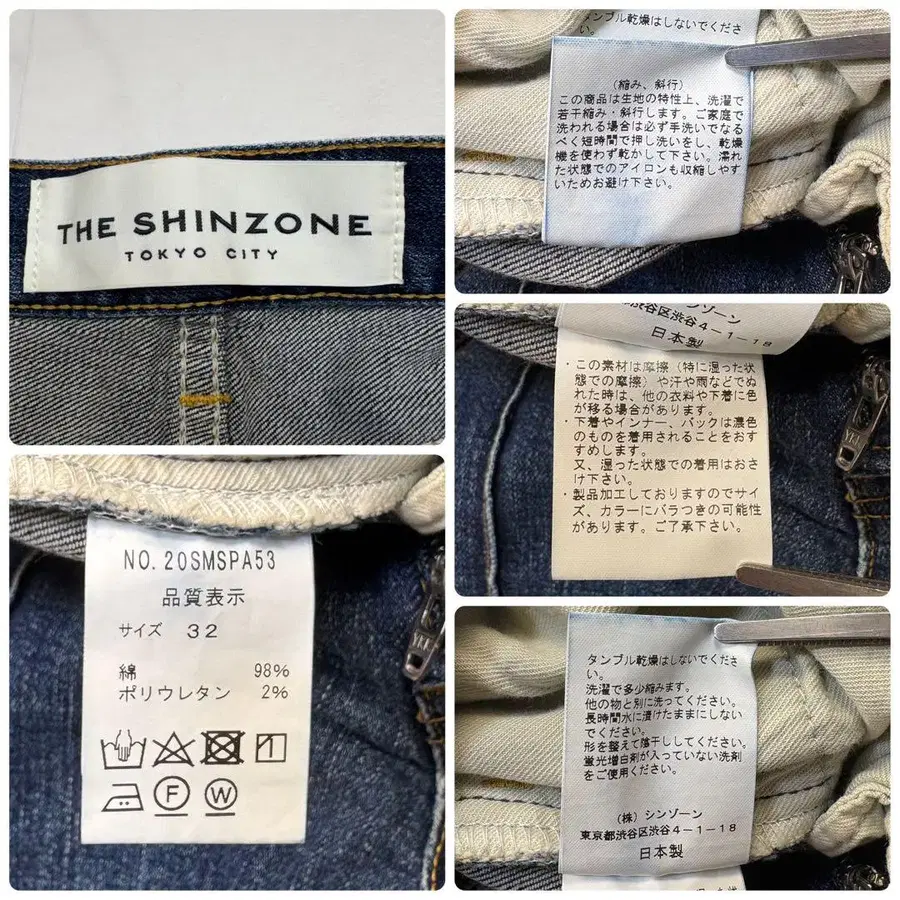 THE SHINZONE
TOKYO CITY
タンブル乾燥はしないでくださ
い。
（縮み、斜行）
この商品は生地の特性上、洗濯で
若干縮み・斜行します。ご家庭で
洗われる場合は必ず手洗いでなる
べく短時間で押し洗いをし、乾燥
機を使わず乾かして下さい。濡れ
た状態でのアイロンも収縮しやす
いためお避け下さい。
シンゾーン
渋谷区渋谷4-1-18
日本製
・この素材は摩擦（特に湿った状
態での摩擦）や汗や雨などでぬ
れた時は、他の衣料や下着に色
が移る場合があります。
・下着やインナー、バックは濃色
のものを着用されることをおす
すめします。
又、湿った状態での着用はおさ
け下さい。
・製品加工しておりますのでサイ
ズ、カラーにバラつきの可能性
があります。ご了承下さい。
YKK
NO. 20SMSPA53
品質表示
サイズ 32
綿 98%
ポリウレタン 2%
F W
YKK
タンブル乾燥はしないでくださ
い。
洗濯で多少縮みます。
他の物と別に洗ってください。
長時間水に漬けたままにしない
でください。
形を整えて陰干ししてください。
蛍光増白剤が入っていない洗剤
をご使用ください。
（株）シンゾーン
東京都渋谷区渋谷4-1-18
日本製